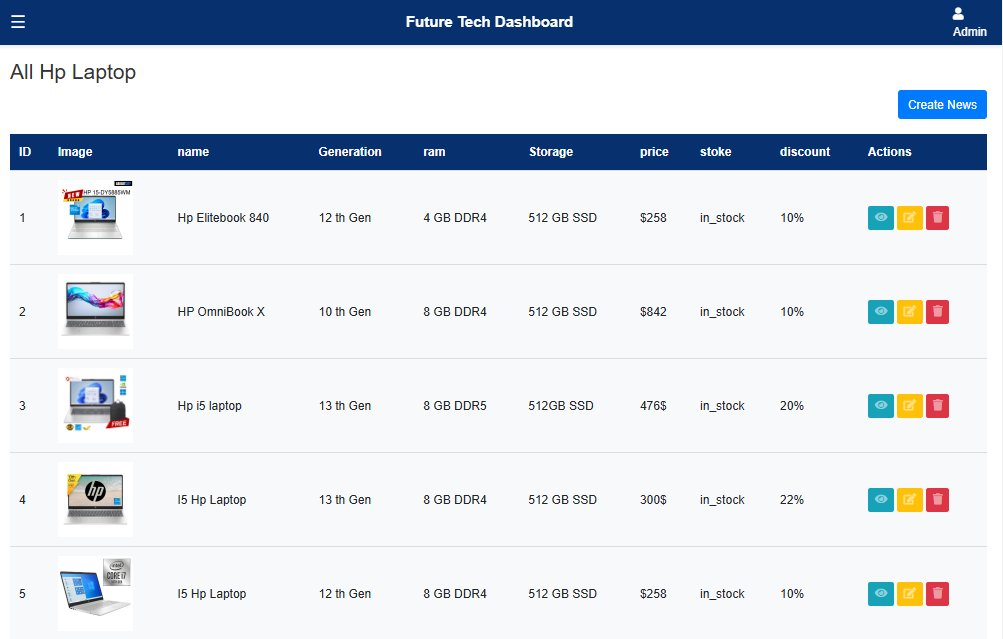 Future Tech Dashboard
Admin
All Hp Laptop
Create News
ID Image name Generation ram Storage price stoke discount Actions
NEW HP 15-DY5885WM
1 Hp Elitebook 840 12 th Gen 4 GB DDR4 512 GB SSD $258 in_stock 10%
2 HP OmniBook X 10 th Gen 8 GB DDR4 512 GB SSD $842 in_stock 10%
3 Hp i5 laptop 13 th Gen 8 GB DDR5 512GB SSD 476$ in_stock 20%
FREE
hp
4 I5 Hp Laptop 13 th Gen 8 GB DDR4 512 GB SSD 300$ in_stock 22%
intel
CORE i7
5 I5 Hp Laptop 12 th Gen 8 GB DDR4 512 GB SSD $258 in_stock 10%